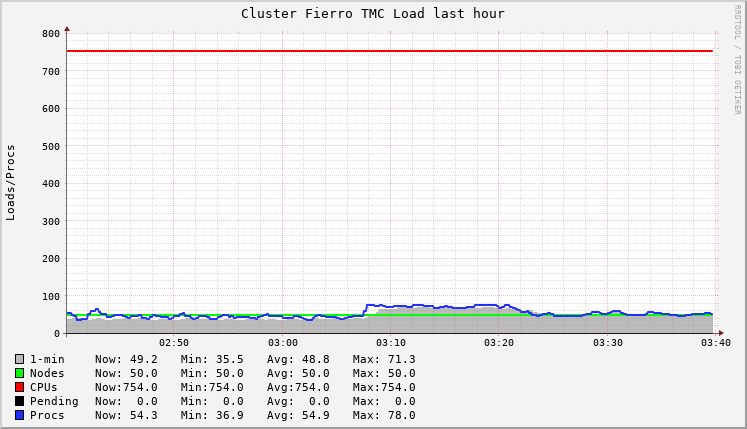 Cluster Fierro TMC Load last hour
RRDTOOL / TOBI OETIKER
Loads/Procs
800
700
600
500
400
300
200
100
0
02:50 03:00 03:10 03:20 03:30 03:40
1-min Now: 49.2 Min: 35.5 Avg: 48.8 Max: 71.3
Nodes Now: 50.0 Min: 50.0 Avg: 50.0 Max: 50.0
CPUs Now:754.0 Min:754.0 Avg:754.0 Max:754.0
Pending Now: 0.0 Min: 0.0 Avg: 0.0 Max: 0.0
Procs Now: 54.3 Min: 36.9 Avg: 54.9 Max: 78.0